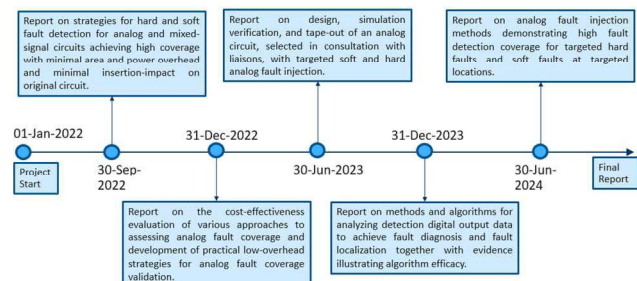 Report on strategies for hard and soft
fault detection for analog and mixed-
signal circuits achieving high coverage
with minimal area and power overhead
and minimal insertion-impact on
original circuit.
Report on design, simulation
verification, and tape-out of an analog
circuit, selected in consultation with
liaisons, with targeted soft and hard
analog fault injection.
Report on analog fault injection
methods demonstrating high fault
detection coverage for targeted hard
faults and soft faults at targeted
locations.
01-Jan-2022
31-Dec-2022
31-Dec-2023
Project
Start
30-Sep-
2022
30-Jun-2023
30-Jun-
2024
Final
Report
Report on the cost-effectiveness
evaluation of various approaches to
assessing analog fault coverage and
development of practical low-overhead
strategies for analog fault coverage
validation.
Report on methods and algorithms for
analyzing detection digital output data
to achieve fault diagnosis and fault
localization together with evidence
illustrating algorithm efficacy.